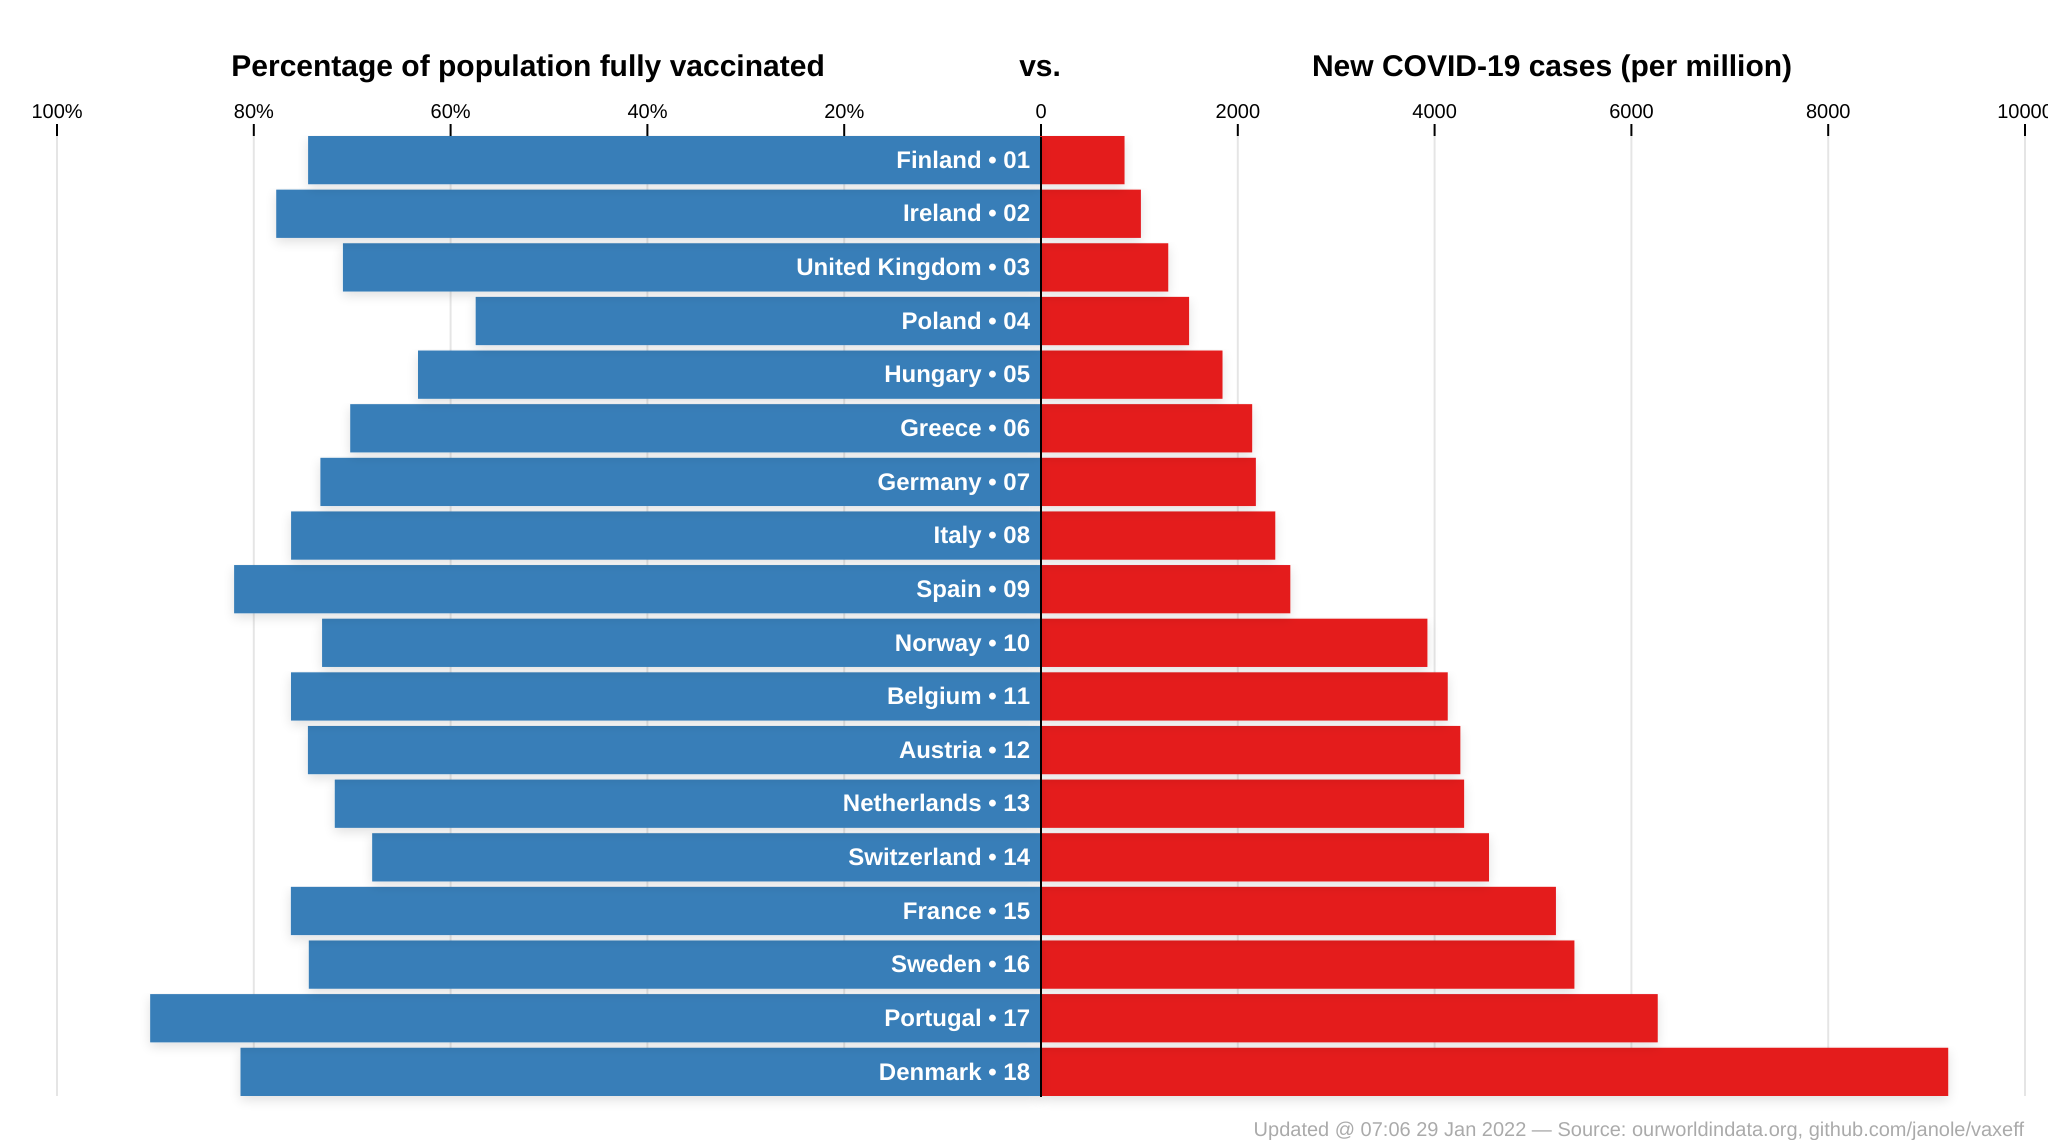 Percentage of population fully vaccinated vs. New COVID-19 cases (per million)
100% 80% 60% 40% 20% 0 2000 4000 6000 8000 10000
Finland • 01
Ireland • 02
United Kingdom • 03
Poland • 04
Hungary • 05
Greece • 06
Germany • 07
Italy • 08
Spain • 09
Norway • 10
Belgium • 11
Austria • 12
Netherlands • 13
Switzerland • 14
France • 15
Sweden • 16
Portugal • 17
Denmark • 18
Updated @ 07:06 29 Jan 2022 — Source: ourworldindata.org, github.com/janole/vaxeff